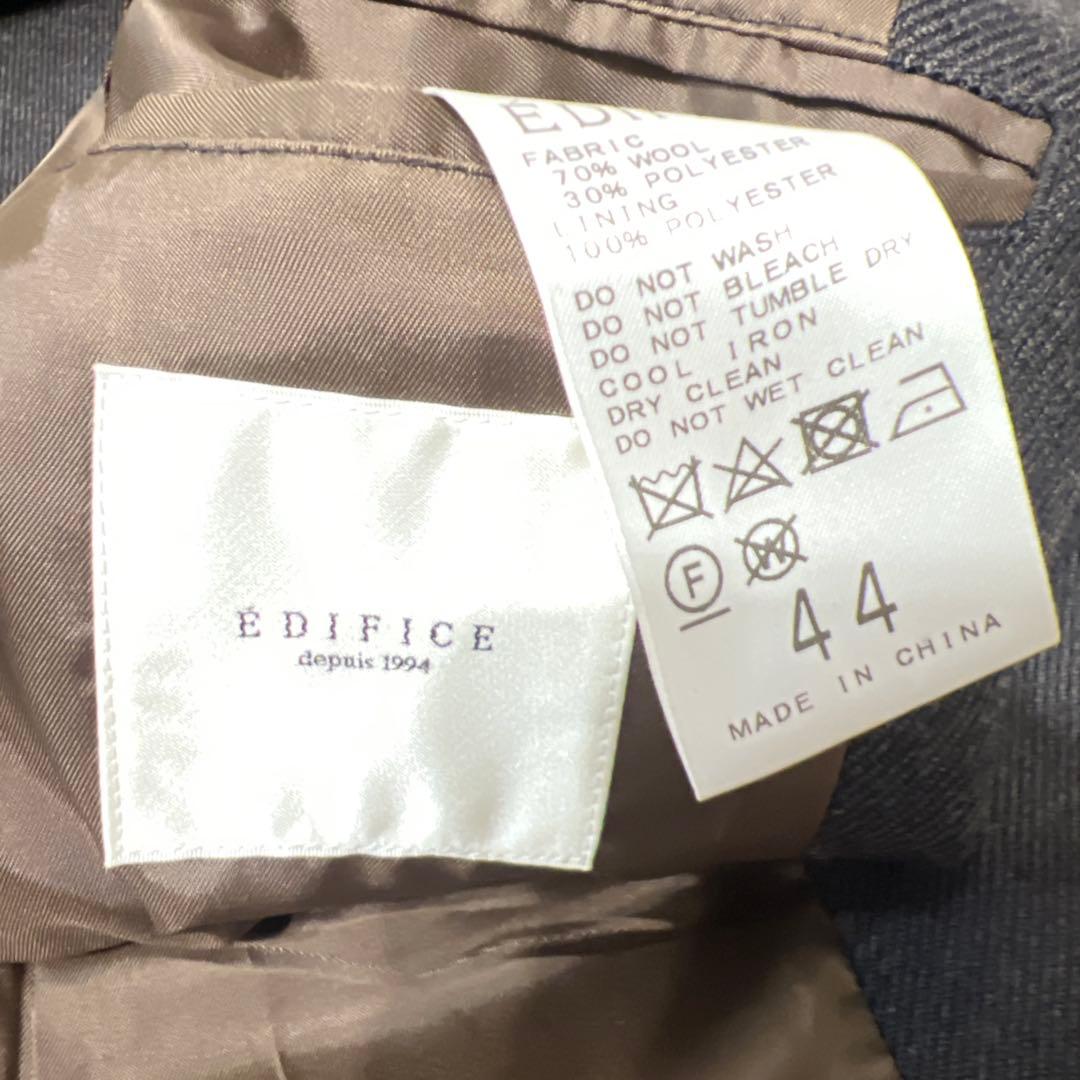 FABRIC
70% WOOL
30% POLYESTER
LINING
100% POLYESTER
DO NOT WASH
DO NOT BLEACH
DO NOT TUMBLE DRY
COOL IRON
DRY CLEAN
DO NOT WET CLEAN
F
W
44
MADE IN CHINA
ÉDIFICE
depuis 1994